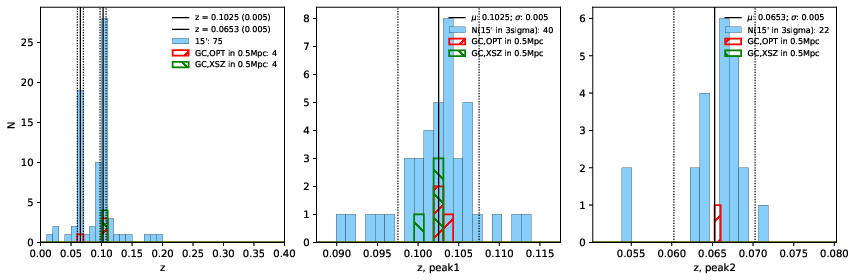 z = 0.1025 (0.005)
z = 0.0653 (0.005)
15': 75
GC,OPT in 0.5Mpc: 4
GC,XSZ in 0.5Mpc: 4
N
25
20
15
10
5
0
0.00 0.05 0.10 0.15 0.20 0.25 0.30 0.35 0.40
z
μ: 0.1025; σ: 0.005
N(15' in 3sigma): 40
GC,OPT in 0.5Mpc
GC,XSZ in 0.5Mpc
8
7
6
5
4
3
2
1
0
0.090 0.095 0.100 0.105 0.110 0.115
z, peak1
μ: 0.0653; σ: 0.005
N(15' in 3sigma): 22
GC,OPT in 0.5Mpc
GC,XSZ in 0.5Mpc
6
5
4
3
2
1
0
0.055 0.060 0.065 0.070 0.075 0.080
z, peak2